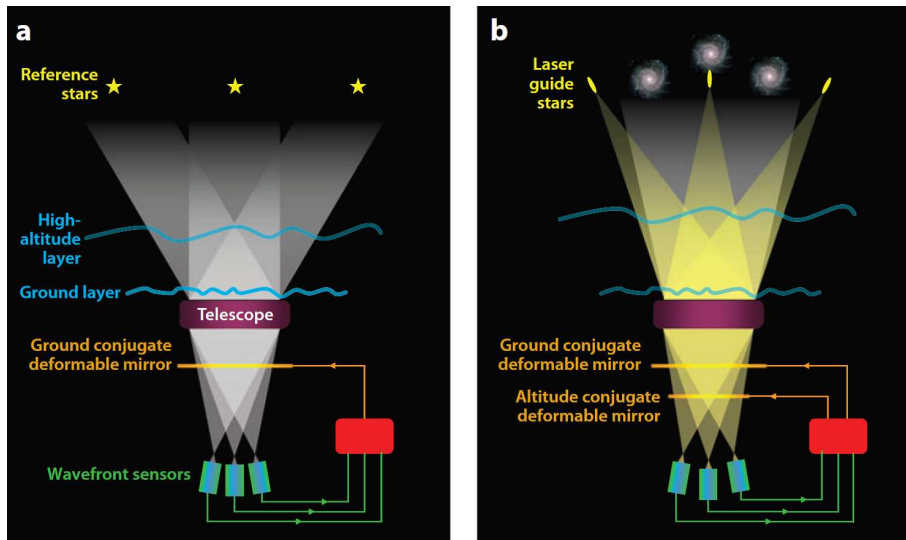 a
Reference
stars
High-
altitude
layer
Ground layer
Telescope
Ground conjugate
deformable mirror
Wavefront sensors
b
Laser
guide
stars
Ground conjugate
deformable mirror
Altitude conjugate
deformable mirror